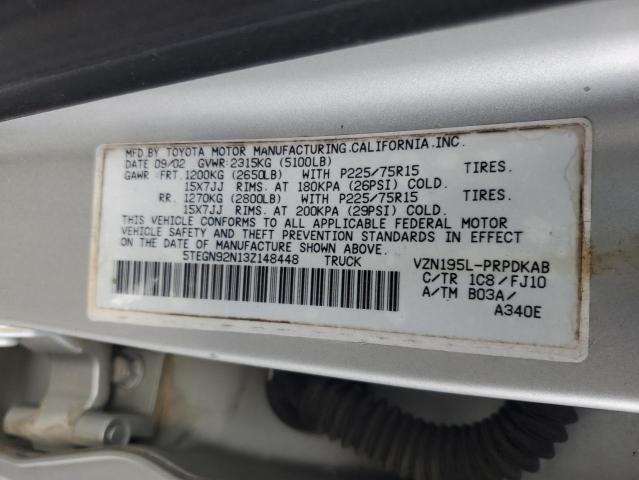 MFD. BY TOYOTA MOTOR MANUFACTURING,CALIFORNIA,INC.
DATE 09/02 GVWR:2315KG (5100LB)
GAWR: FRT. 1200KG (2650LB) WITH P225/75R15 TIRES.
15X7JJ RIMS. AT 180KPA (26PSI) COLD.
RR. 1270KG (2800LB) WITH P225/75R15 TIRES.
15X7JJ RIMS. AT 200KPA (29PSI) COLD.
THIS VEHICLE CONFORMS TO ALL APPLICABLE FEDERAL MOTOR
VEHICLE SAFETY AND THEFT PREVENTION STANDARDS IN EFFECT
ON THE DATE OF MANUFACTURE SHOWN ABOVE.
5TEGN92N13Z148448 TRUCK VZN195L-PRPDKAB
C/TR 1C8/FJ10
A/TM B03A/
A340E